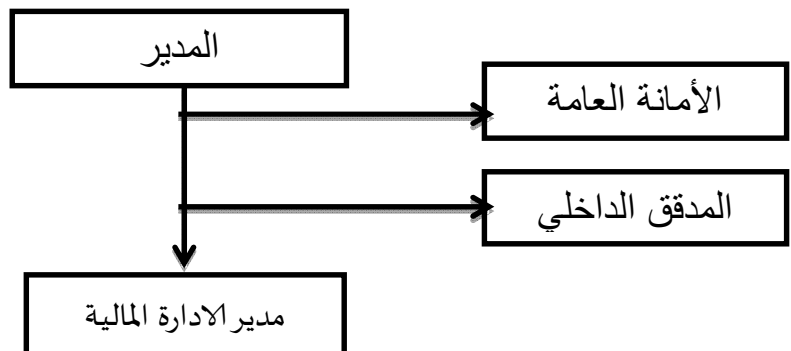 المدير
الأمانة العامة
المدقق الداخلي
مدير الادارة المالية